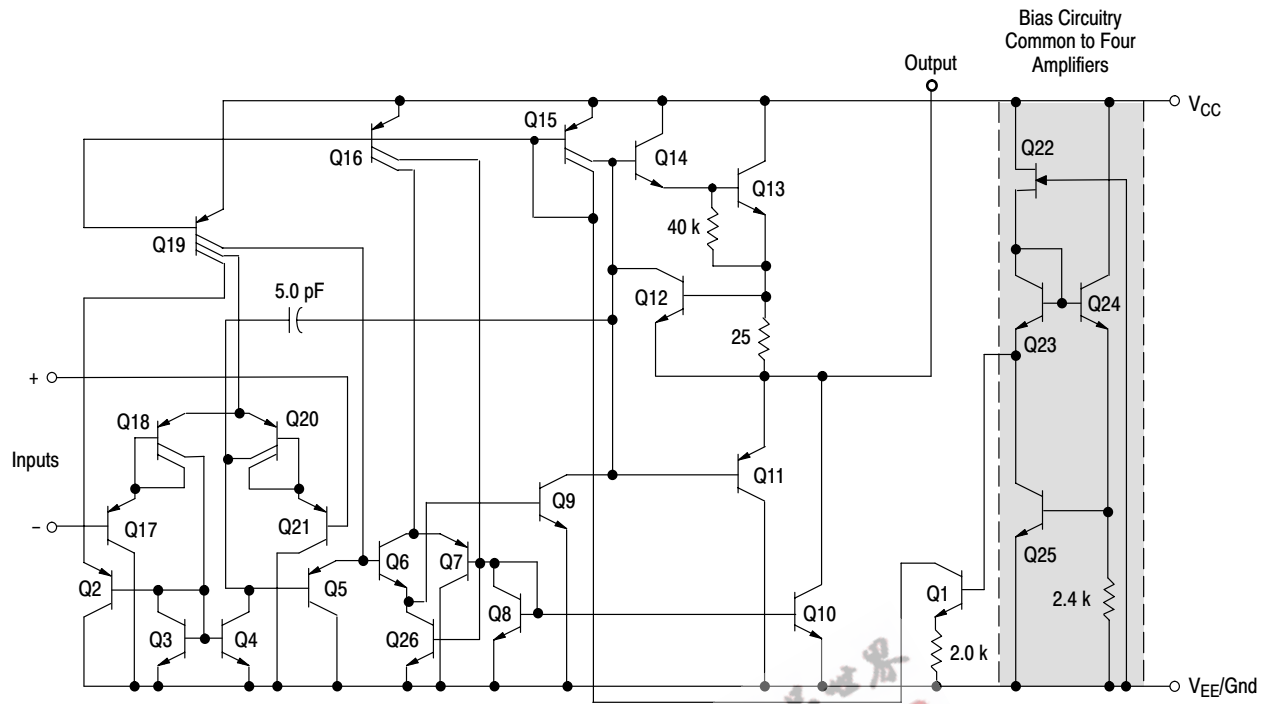 Bias Circuitry
Common to Four
Amplifiers
Output
VCC
Q15
Q22
Q16
Q14
Q13
40 k
Q19
5.0 pF
Q12
Q24
25
Q23
+
Q18
Q20
Inputs
Q11
Q9
–
Q17
Q21
Q25
Q6
Q7
Q2
Q5
Q1
2.4 k
Q3
Q4
Q26
Q8
Q10
2.0 k
VEE/Gnd
世界